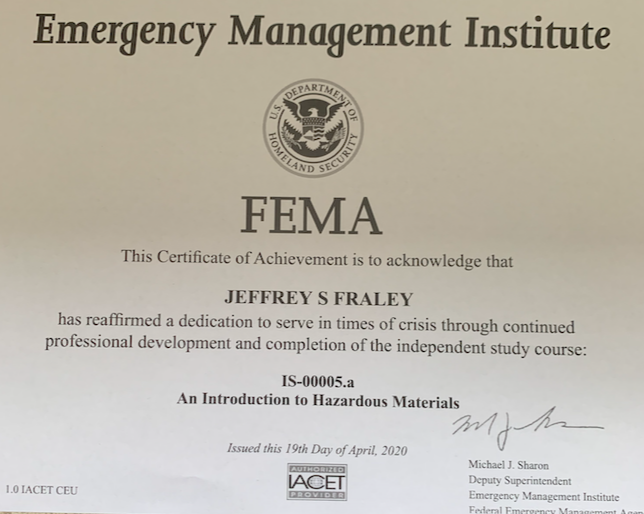 Emergency Management Institute
U.S. DEPARTMENT OF HOMELAND SECURITY
FEMA
This Certificate of Achievement is to acknowledge that
JEFFREY S FRALEY
has reaffirmed a dedication to serve in times of crisis through continued
professional development and completion of the independent study course:
IS-00005.a
An Introduction to Hazardous Materials
Issued this 19th Day of April, 2020
AUTHORIZED
IACET
PROVIDER
1.0 IACET CEU
Michael J. Sharon
Deputy Superintendent
Emergency Management Institute
Federal Emergency Management